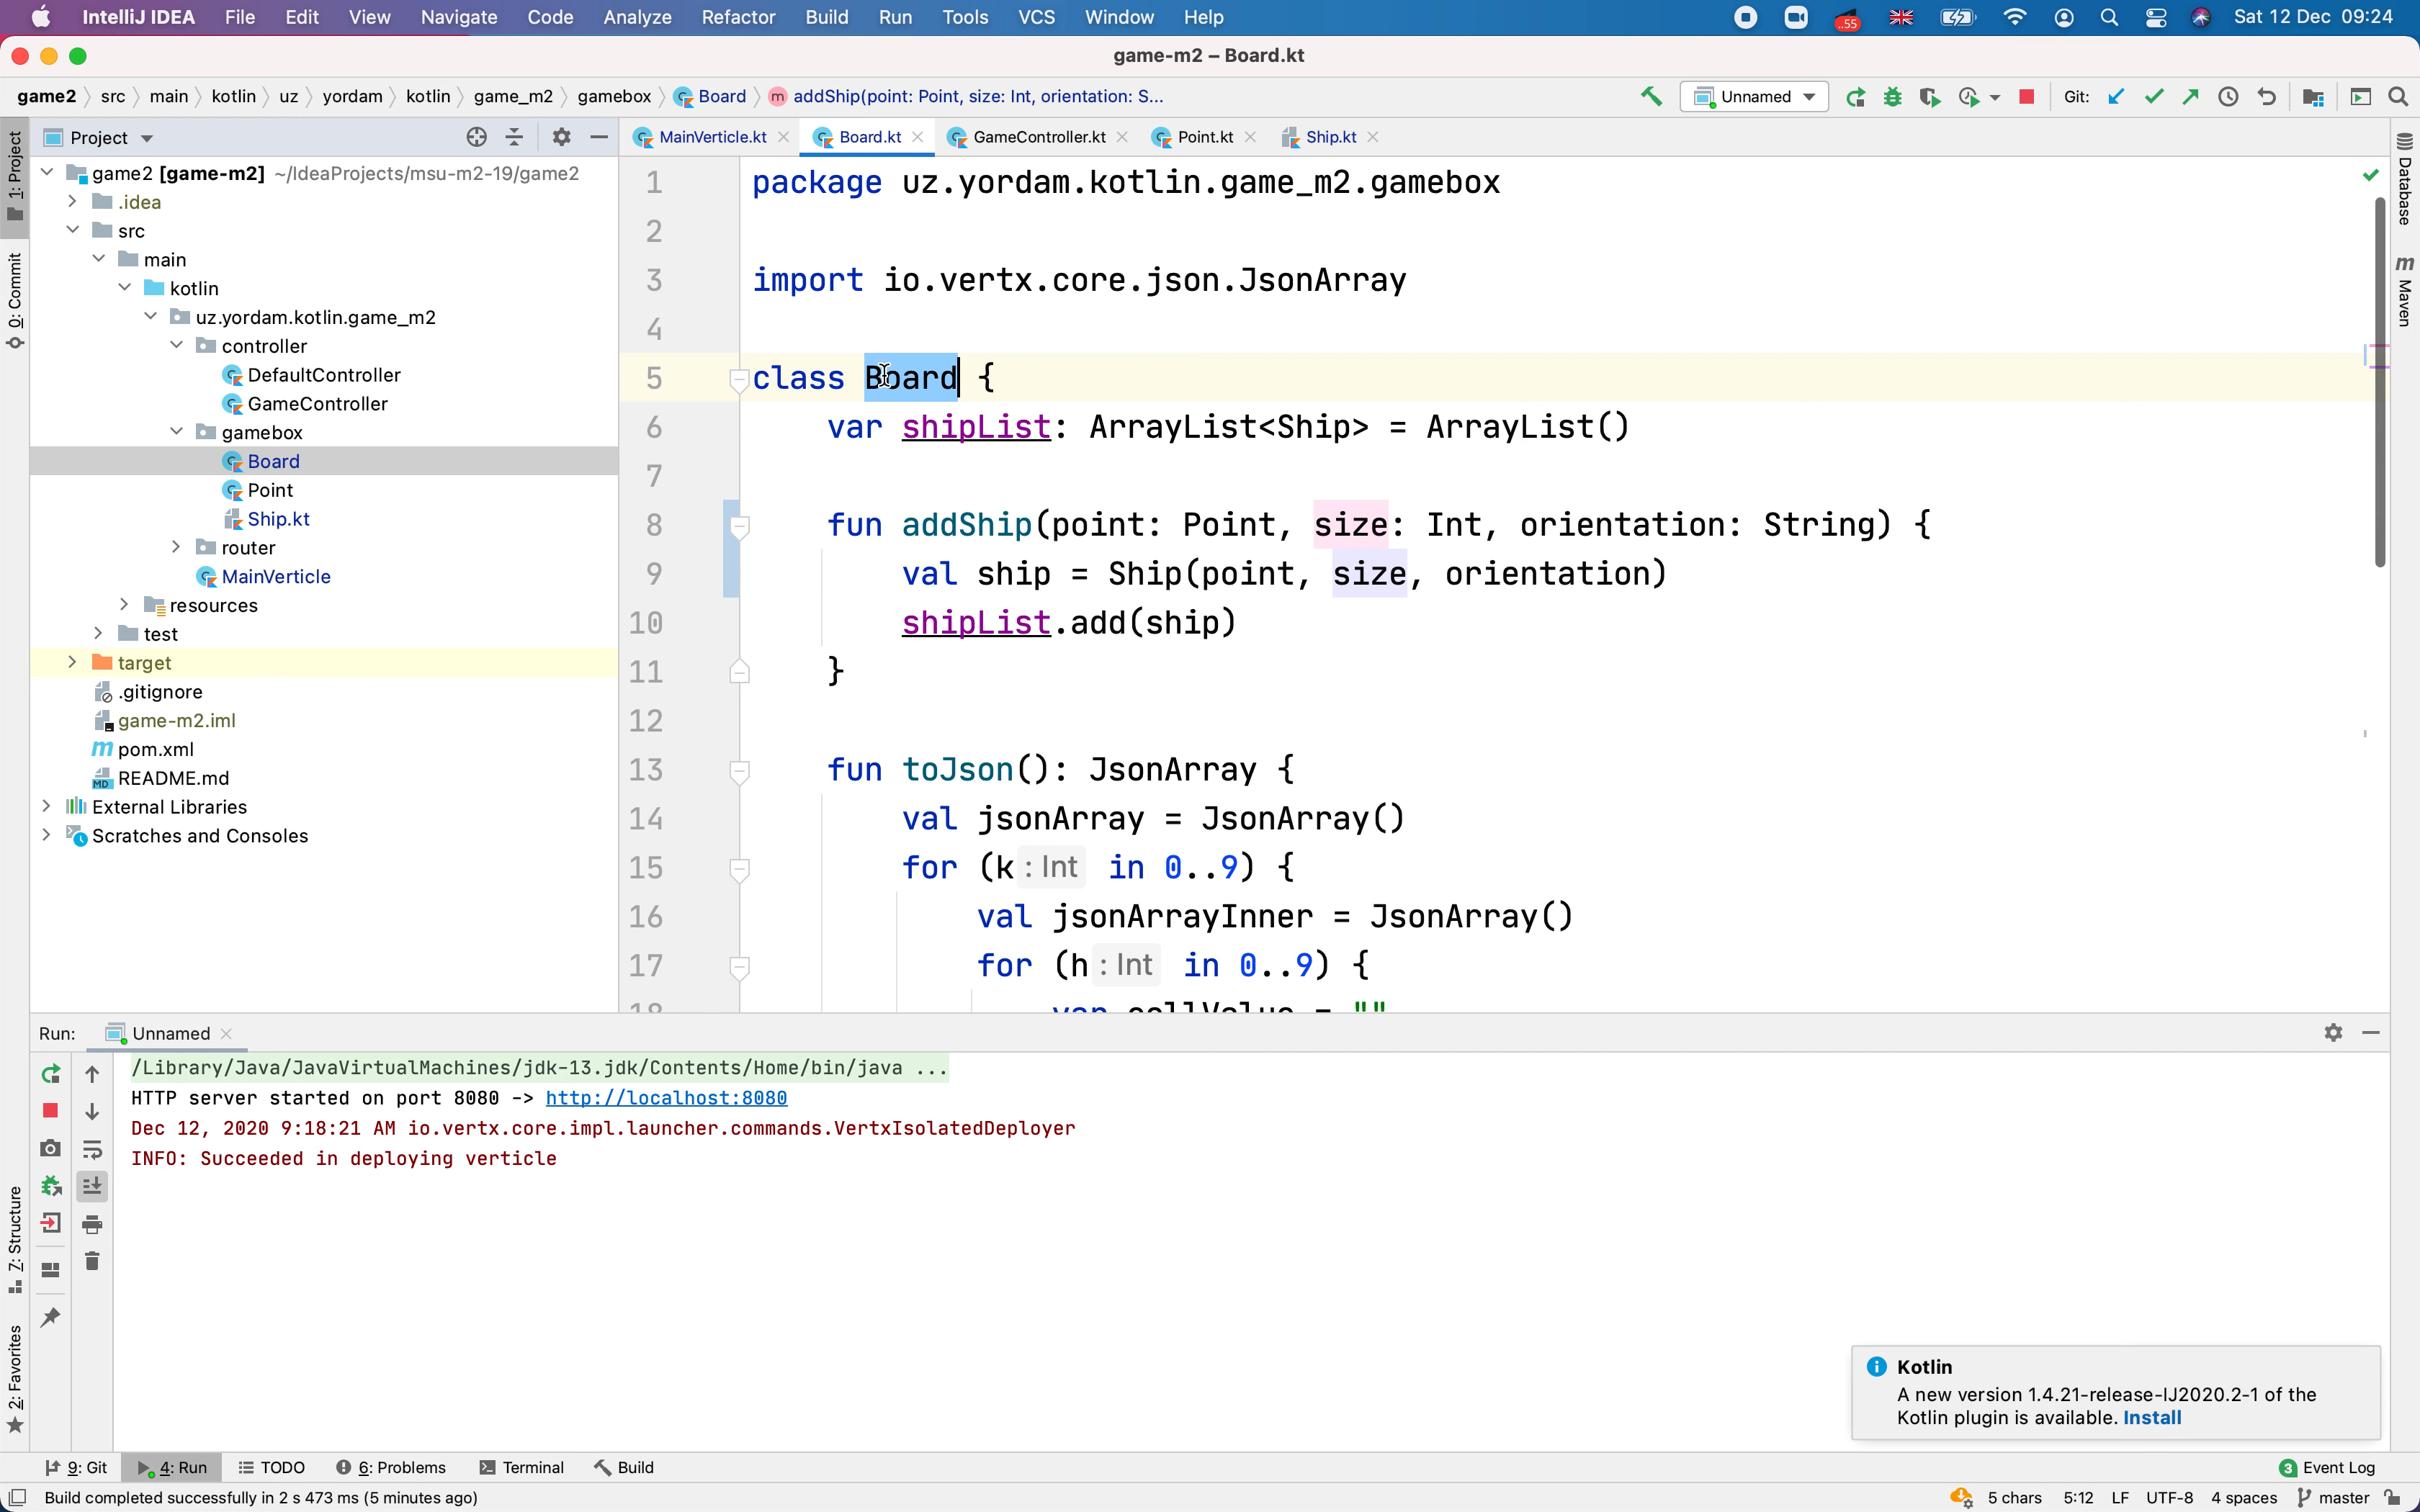 IntelliJ IDEA File Edit View Navigate Code Analyze Refactor Build Run Tools VCS Window Help ..55 Sat 12 Dec 09:24
game-m2 – Board.kt
game2 src main kotlin uz yordam kotlin game_m2 gamebox Board m addShip(point: Point, size: Int, orientation: S... Unnamed Git:
1: Project
0: Commit
7: Structure
2: Favorites
Project
game2 [game-m2] ~/IdeaProjects/msu-m2-19/game2
.idea
src
main
kotlin
uz.yordam.kotlin.game_m2
controller
DefaultController
GameController
gamebox
Board
Point
Ship.kt
router
MainVerticle
resources
test
target
.gitignore
game-m2.iml
m pom.xml
MD README.md
External Libraries
Scratches and Consoles
MainVerticle.kt Board.kt GameController.kt Point.kt Ship.kt
1 package uz.yordam.kotlin.game_m2.gamebox
2
3 import io.vertx.core.json.JsonArray
4
5 class Board {
6 var shipList: ArrayList<Ship> = ArrayList()
7
8 fun addShip(point: Point, size: Int, orientation: String) {
9 val ship = Ship(point, size, orientation)
10 shipList.add(ship)
11 }
12
13 fun toJson(): JsonArray {
14 val jsonArray = JsonArray()
15 for (k : Int in 0..9) {
16 val jsonArrayInner = JsonArray()
17 for (h : Int in 0..9) {
18 var cellValue = ""
Database
m Maven
Run: Unnamed
/Library/Java/JavaVirtualMachines/jdk-13.jdk/Contents/Home/bin/java ...
HTTP server started on port 8080 -> http://localhost:8080
Dec 12, 2020 9:18:21 AM io.vertx.core.impl.launcher.commands.VertxIsolatedDeployer
INFO: Succeeded in deploying verticle
Kotlin
A new version 1.4.21-release-IJ2020.2-1 of the
Kotlin plugin is available. Install
9: Git 4: Run TODO 6: Problems Terminal Build 3 Event Log
Build completed successfully in 2 s 473 ms (5 minutes ago) 5 chars 5:12 LF UTF-8 4 spaces master